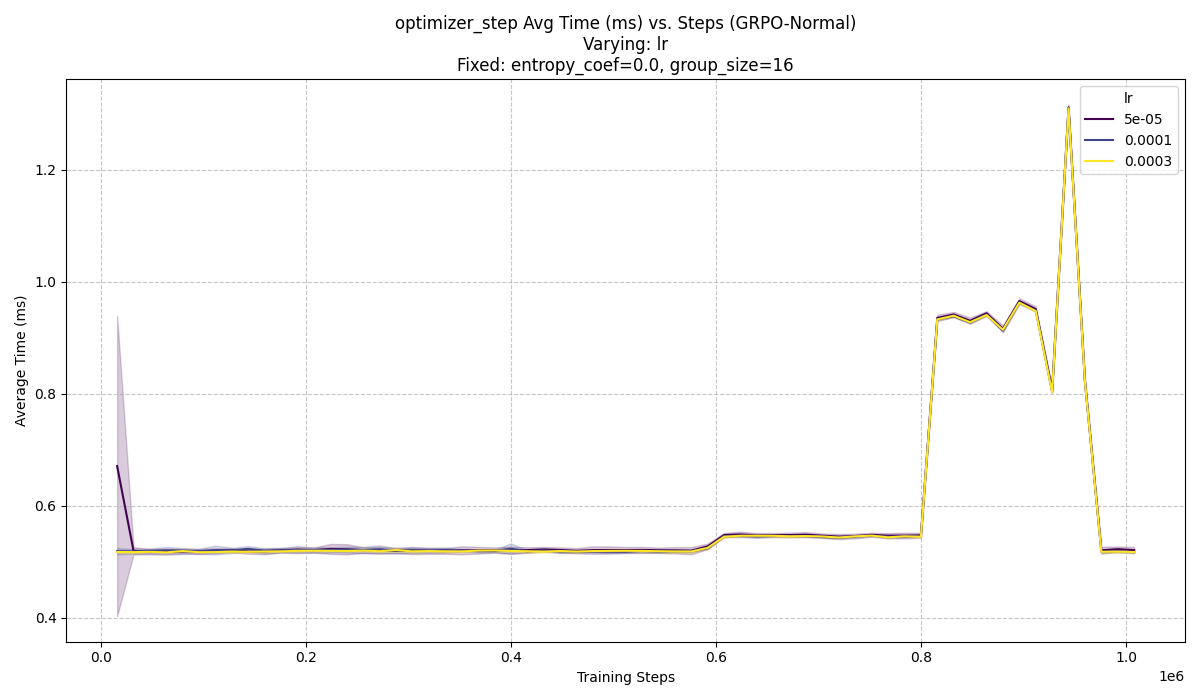 optimizer_step Avg Time (ms) vs. Steps (GRPO-Normal)
Varying: lr
Fixed: entropy_coef=0.0, group_size=16
lr
5e-05
0.0001
0.0003
Average Time (ms)
1.2
1.0
0.8
0.6
0.4
0.0
0.2
0.4
0.6
0.8
1.0
1e6
Training Steps